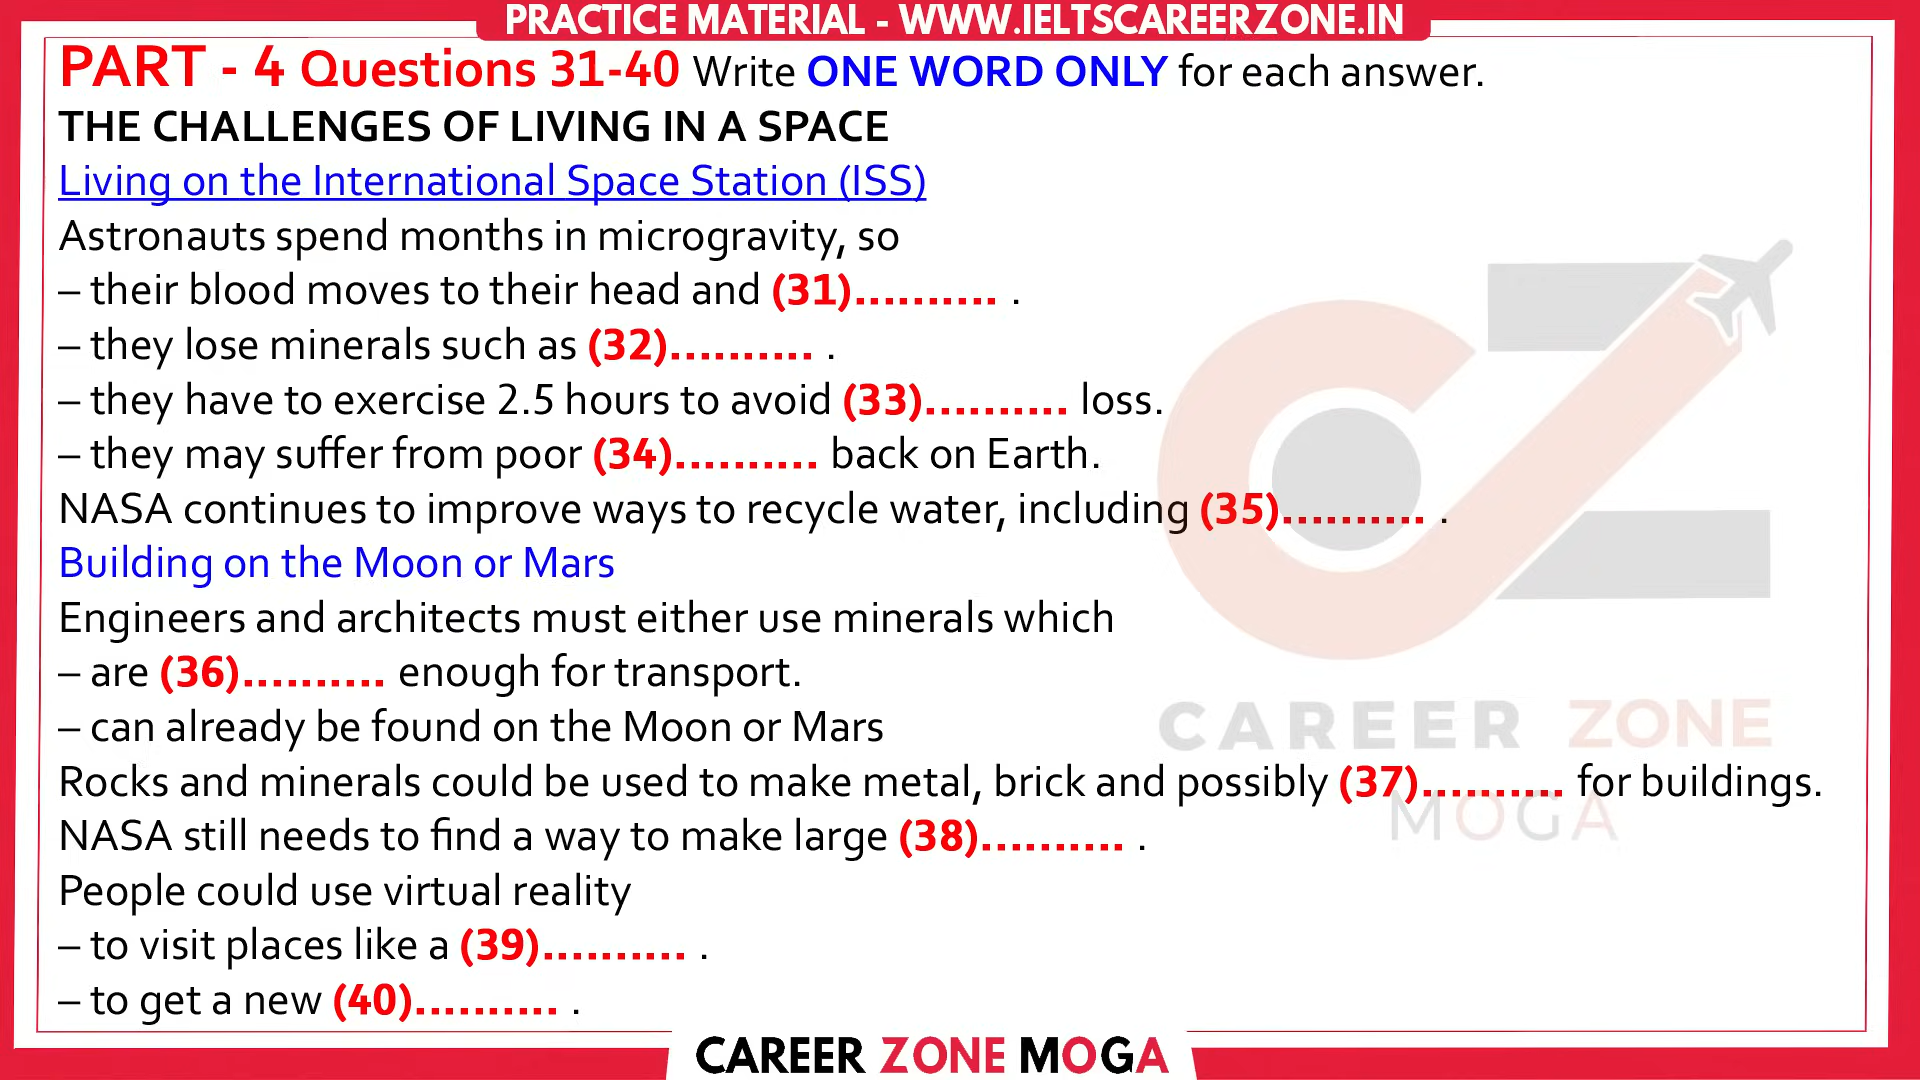 PRACTICE MATERIAL - WWW.IELTSCAREERZONE.IN
PART - 4 Questions 31-40 Write ONE WORD ONLY for each answer.
THE CHALLENGES OF LIVING IN A SPACE
Living on the International Space Station (ISS)
Astronauts spend months in microgravity, so
– their blood moves to their head and (31).......... .
– they lose minerals such as (32).......... .
– they have to exercise 2.5 hours to avoid (33).......... loss.
– they may suffer from poor (34).......... back on Earth.
NASA continues to improve ways to recycle water, including (35).......... .
Building on the Moon or Mars
Engineers and architects must either use minerals which
– are (36).......... enough for transport.
– can already be found on the Moon or Mars
CAREER ZONE
Rocks and minerals could be used to make metal, brick and possibly (37).......... for buildings.
MOGA
NASA still needs to find a way to make large (38).......... .
People could use virtual reality
– to visit places like a (39).......... .
– to get a new (40).......... .
CAREER ZONE MOGA